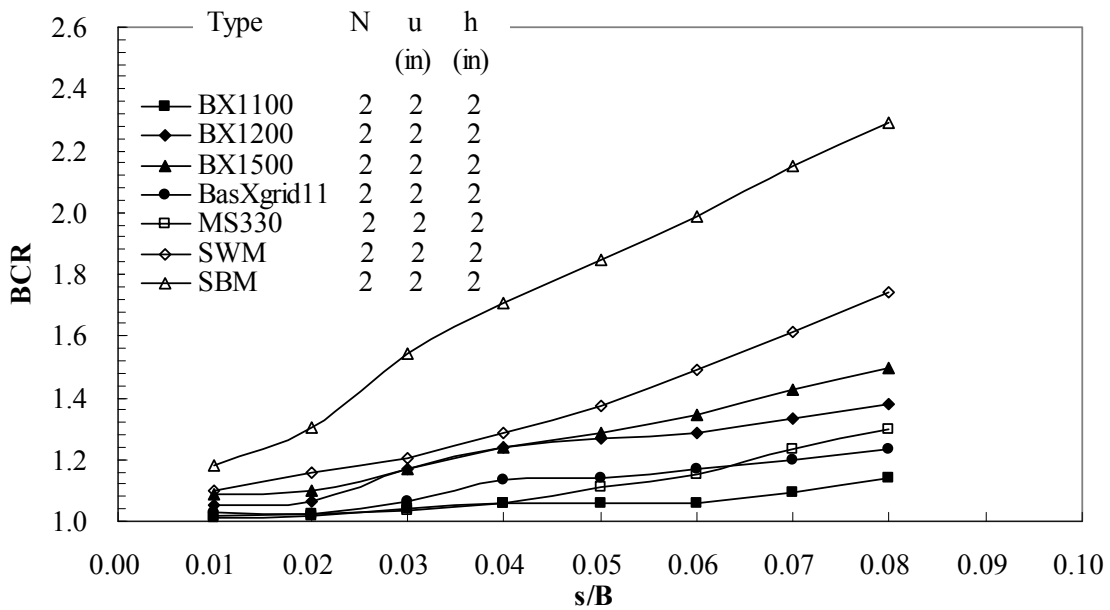 Type N u h
(in) (in)
BX1100 2 2 2
BX1200 2 2 2
BX1500 2 2 2
BasXgrid11 2 2 2
MS330 2 2 2
SWM 2 2 2
SBM 2 2 2
BCR
2.6
2.4
2.2
2.0
1.8
1.6
1.4
1.2
1.0
0.00 0.01 0.02 0.03 0.04 0.05 0.06 0.07 0.08 0.09 0.10
s/B